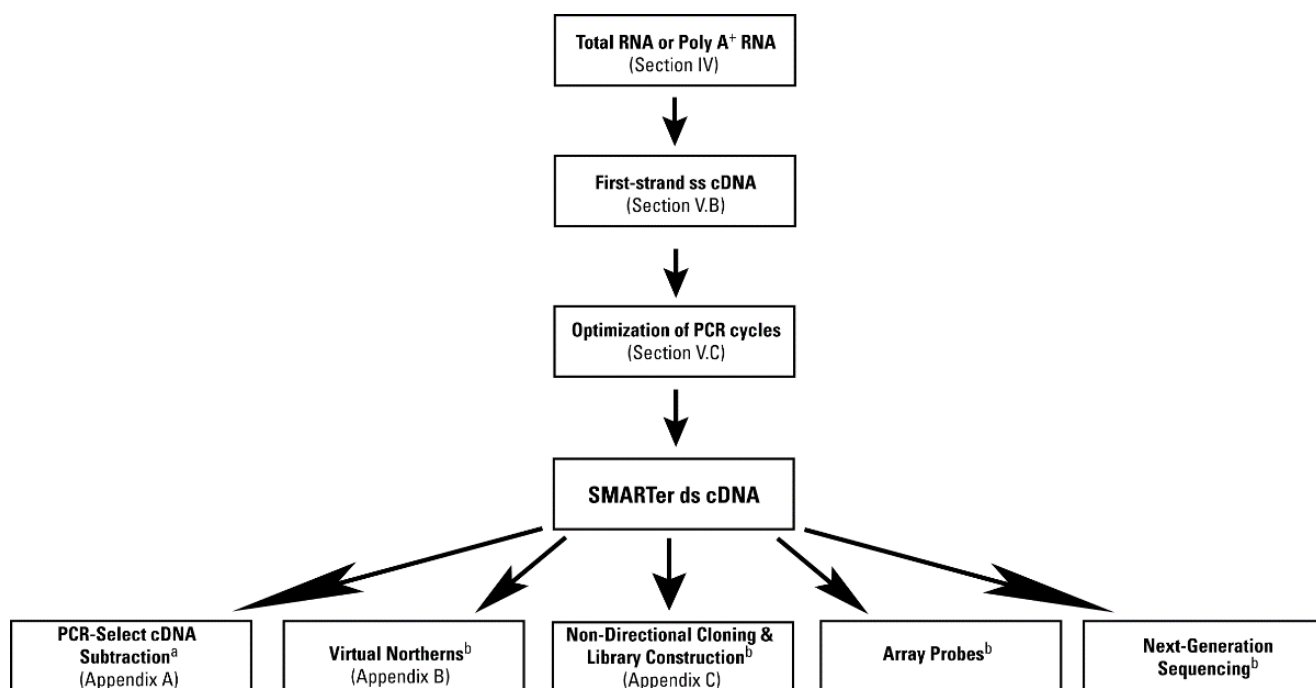 Total RNA or Poly A⁺ RNA
(Section IV)
First-strand ss cDNA
(Section V.B)
Optimization of PCR cycles
(Section V.C)
SMARTer ds cDNA
PCR-Select cDNA
Subtractionᵃ
(Appendix A)
Virtual Northernsᵇ
(Appendix B)
Non-Directional Cloning &
Library Constructionᵇ
(Appendix C)
Array Probesᵇ
Next-Generation
Sequencingᵇ